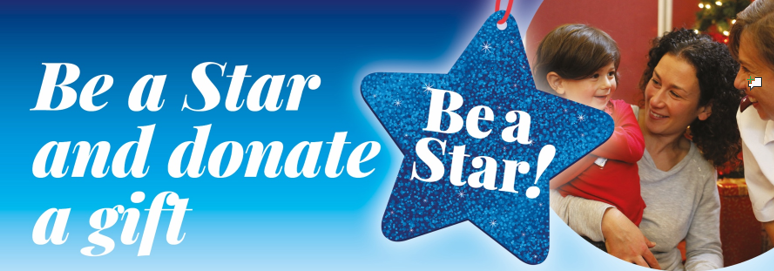 Be a Star
and donate
a gift
Be a
Star!